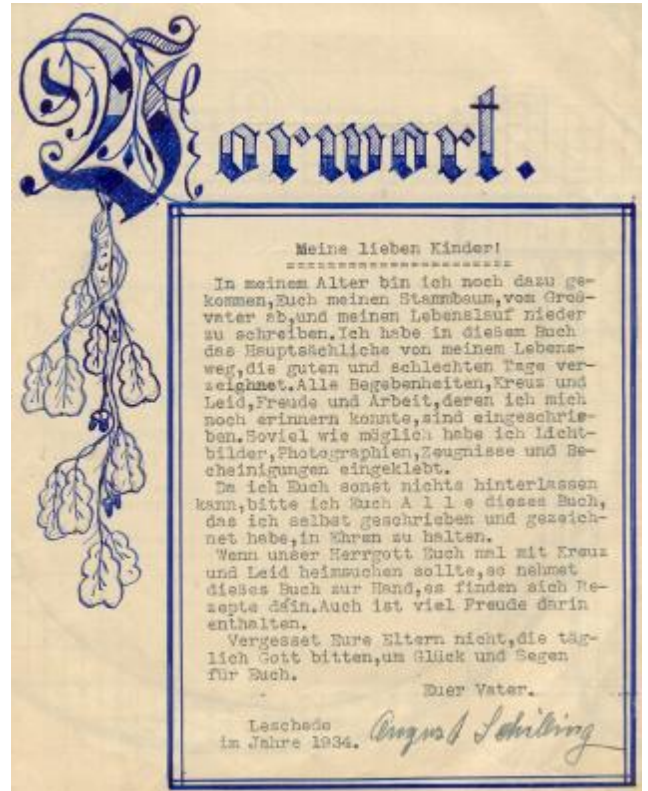 Vorwort.
Meine lieben Kinder!
In meinem Alter bin ich noch dazu ge-
kommen,Euch meinen Stammbaum,vom Groß-
vater ab,und meinen Lebenslauf nieder
zu schreiben.Ich habe in dießem Buch
das Hauptsächliche von meinem Lebens-
weg,die guten und schlechten Tage ver-
zeichnet.Alle Begebenheiten,Kreuz und
Leid,Freude und Arbeit,deren ich mich
noch erinnern konnte,sind eingeschrie-
ben.Soviel wie möglich habe ich Licht-
bilder,Photographien,Zeugnisse und Be-
cheinigungen eingeklebt.
Da ich Euch sonst nichts hinterlassen
kann,bitte ich Euch A l l e dieses Buch,
das ich selbst geschrieben und gezeich-
net habe,in Ehren zu halten.
Wenn unser Herrgott Euch mal mit Kreuz
und Leid heimsuchen sollte,so nehmet
dießes Buch zur Hand,es finden sich Re-
zepte dain.Auch ist viel Freude darin
enthalten.
Vergesset Eure Eltern nicht,die täg-
lich Gott bitten,um Glück und Segen
für Euch.
Euer Vater.
Leschede
im Jahre 1934. August Schilling